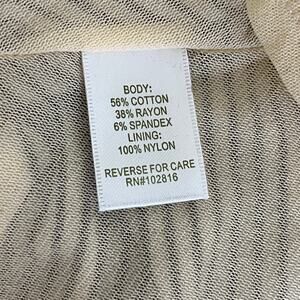 BODY:
56% COTTON
38% RAYON
6% SPANDEX
LINING:
100% NYLON
REVERSE FOR CARE
RN#102816